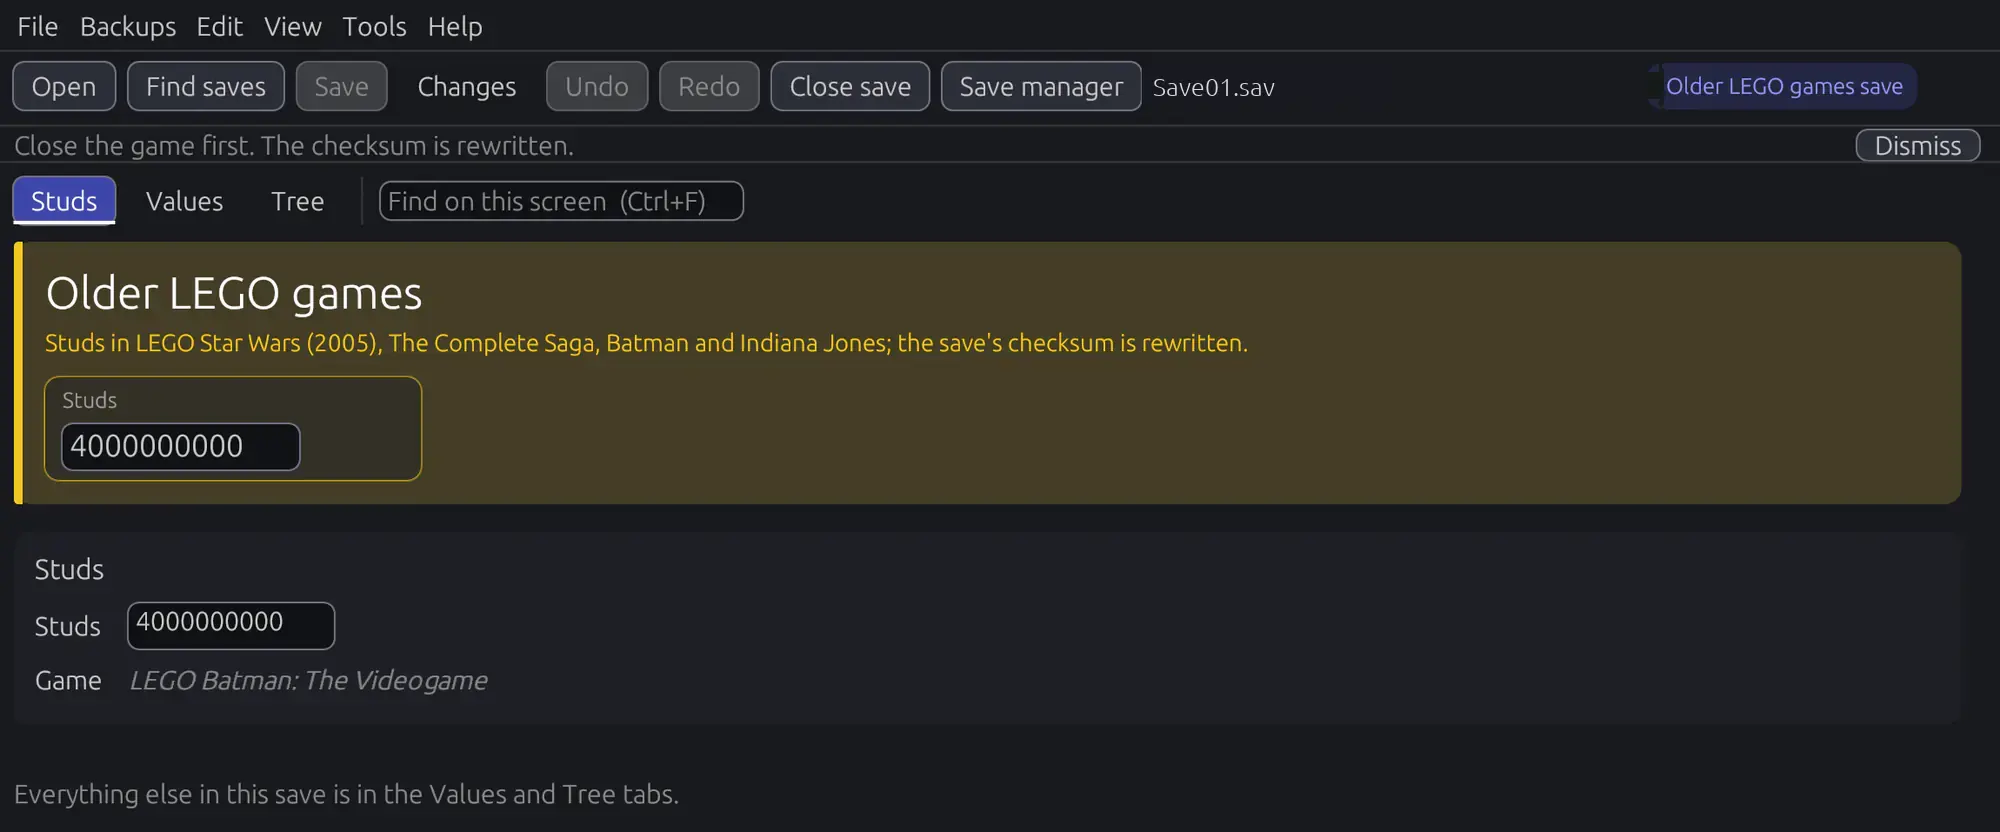 File Backups Edit View Tools Help
Open Find saves Save Changes Undo Redo Close save Save manager Save01.sav Older LEGO games save
Close the game first. The checksum is rewritten. Dismiss
Studs Values Tree Find on this screen (Ctrl+F)
Older LEGO games
Studs in LEGO Star Wars (2005), The Complete Saga, Batman and Indiana Jones; the save's checksum is rewritten.
Studs
4000000000
Studs
Studs 4000000000
Game LEGO Batman: The Videogame
Everything else in this save is in the Values and Tree tabs.